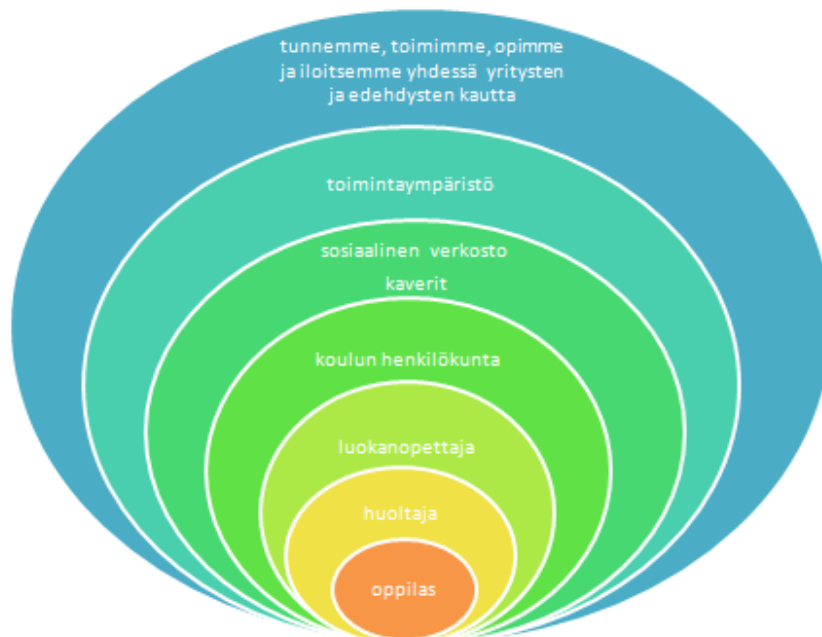 tunnemme, toimimme, opimme
ja iloitsemme yhdessä yritysten
ja edehdysten kautta
toimintaympäristö
sosiaalinen verkosto
kaverit
koulun henkilökunta
luokanopettaja
huoltaja
oppilas